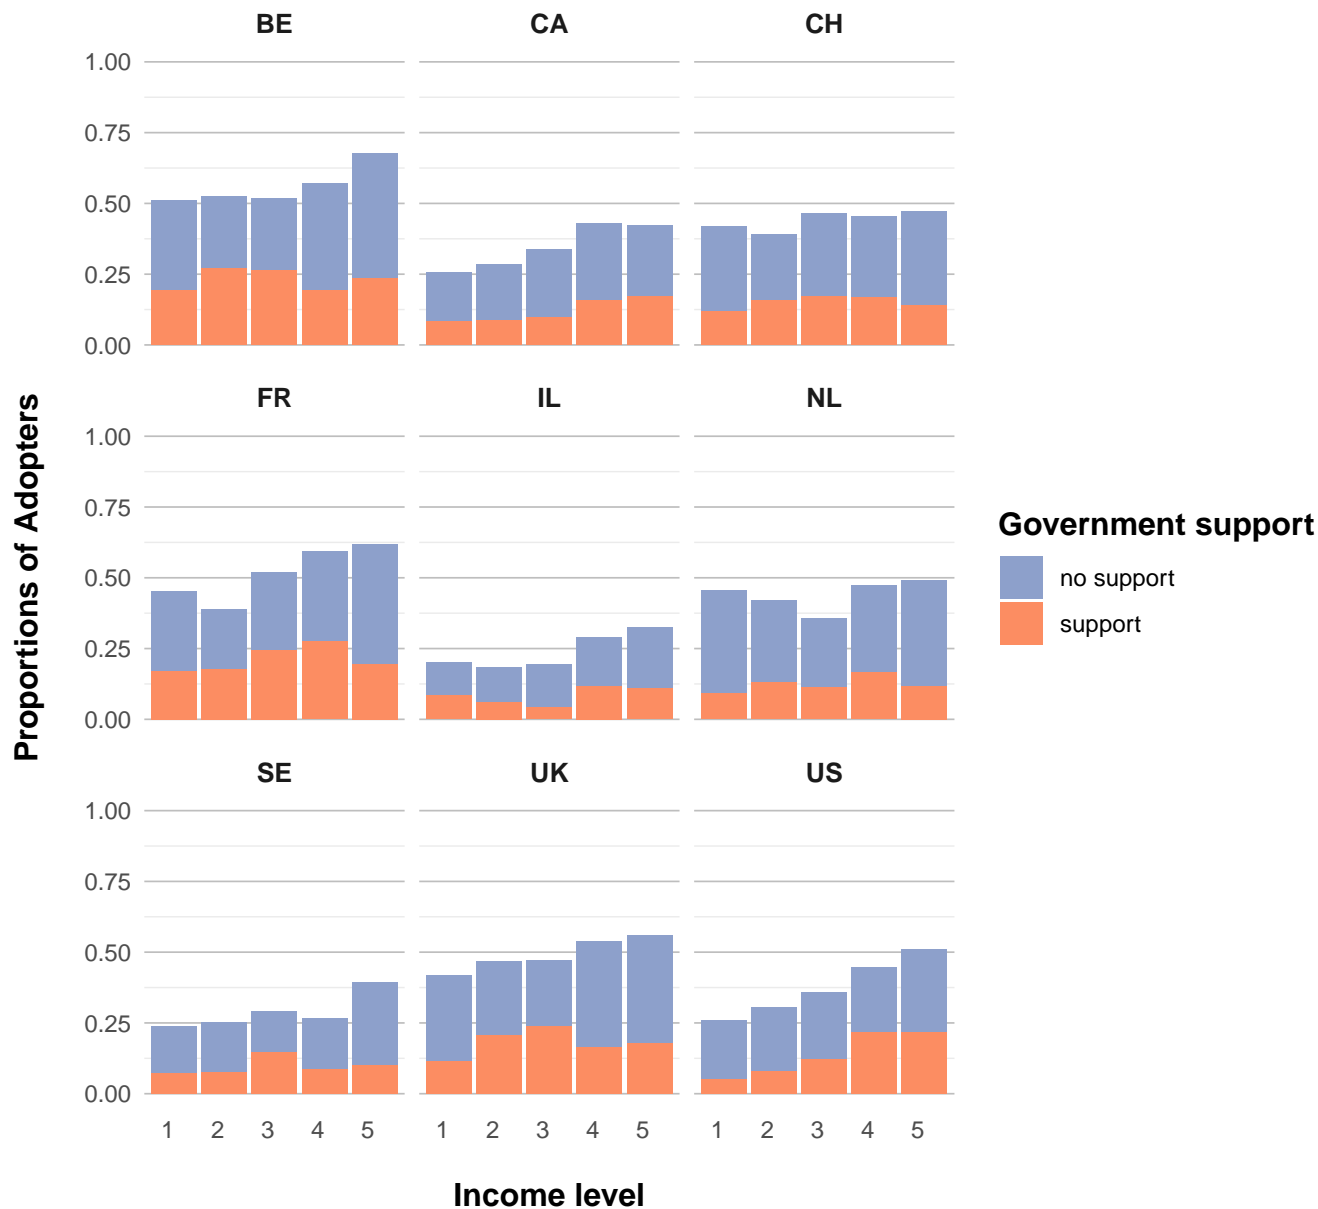 BE CA CH
1.00
0.75
0.50
0.25
0.00
FR IL NL
1.00
0.75
0.50
0.25
0.00
SE UK US
1.00
0.75
0.50
0.25
0.00
1 2 3 4 5 1 2 3 4 5 1 2 3 4 5
Income level
Proportions of Adopters
Government support
no support
support